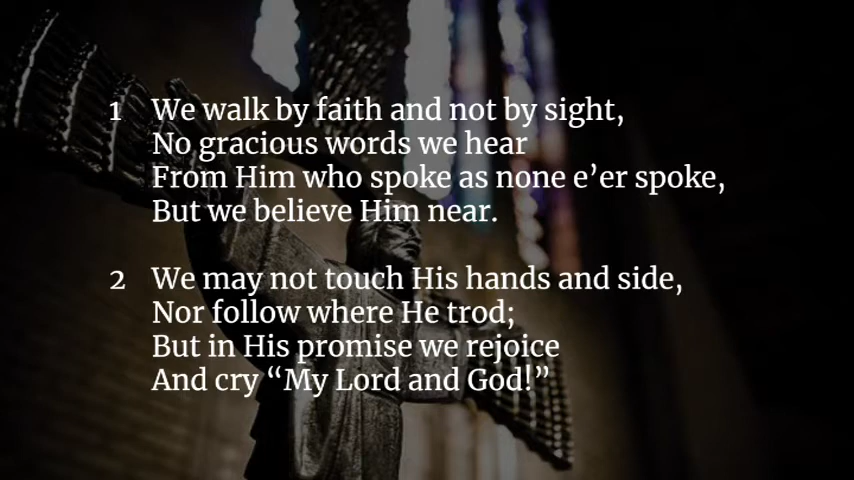 1 We walk by faith and not by sight,
No gracious words we hear
From Him who spoke as none e’er spoke,
But we believe Him near.
2 We may not touch His hands and side,
Nor follow where He trod;
But in His promise we rejoice
And cry “My Lord and God!”